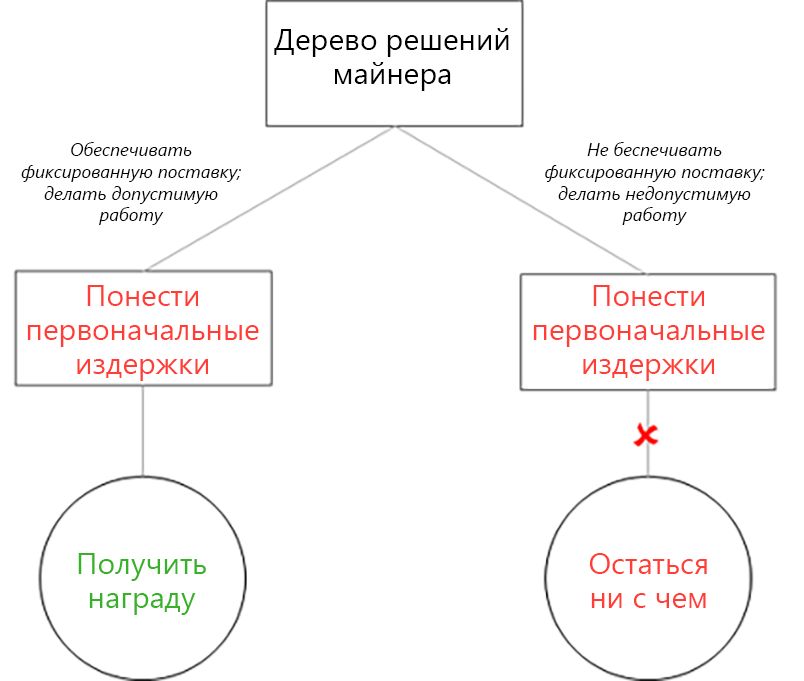 Дерево решений
майнера
Обеспечивать
фиксированную поставку;
делать допустимую
работу
Не беспечивать
фиксированную поставку;
делать недопустимую
работу
Понести
первоначальные
издержки
Понести
первоначальные
издержки
Получить
награду
Остаться
ни с чем